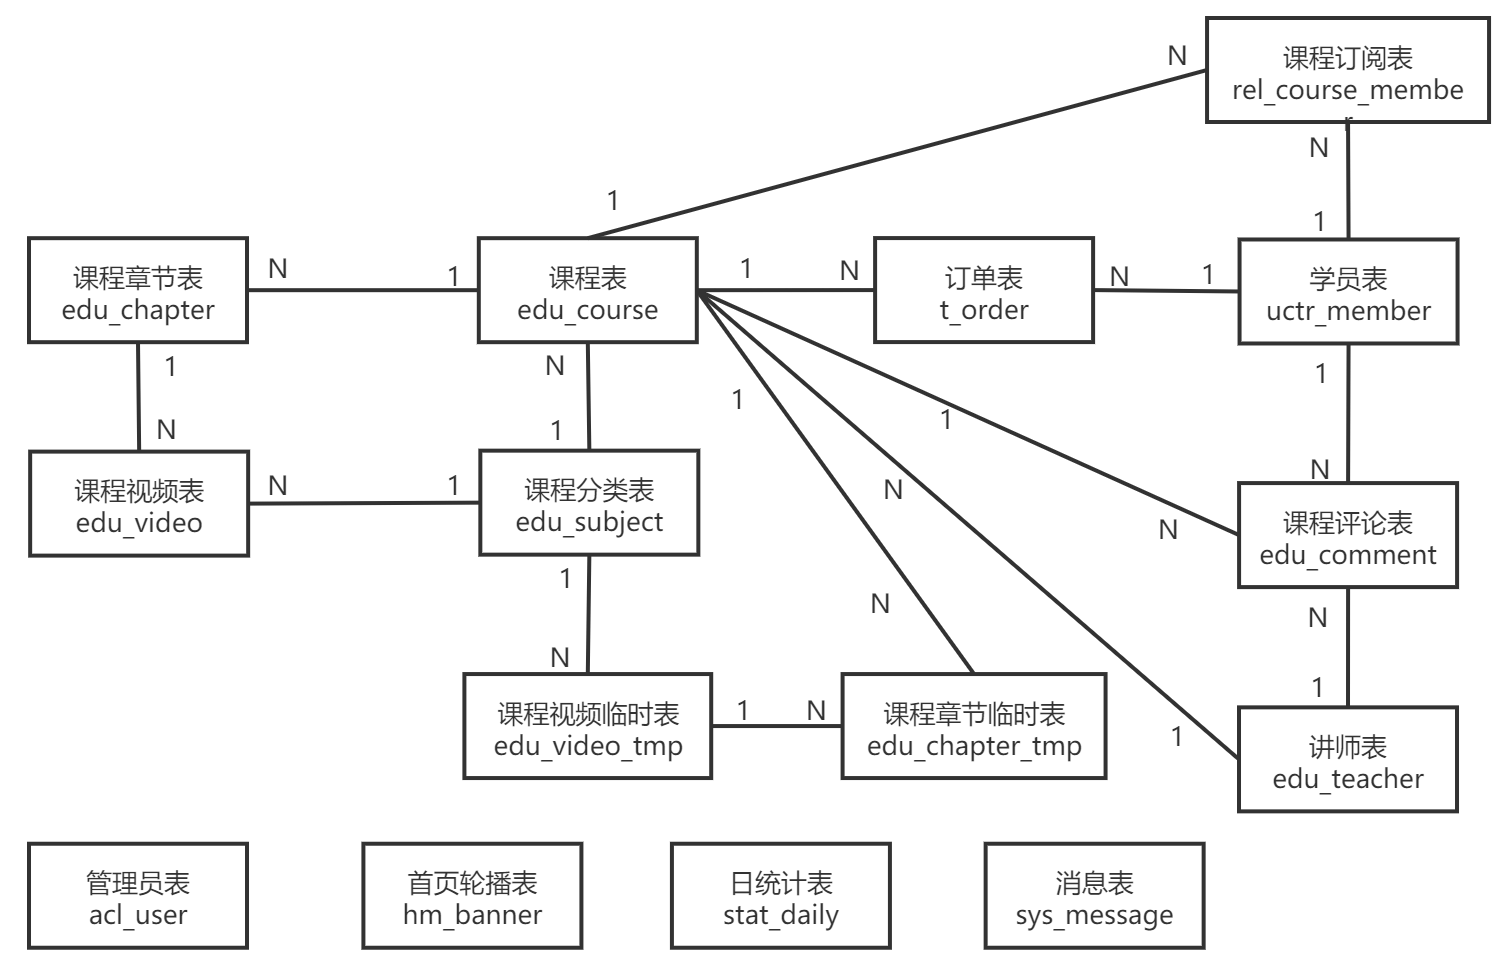 课程订阅表
rel_course_membe
r
N
N
1
1
课程章节表
edu_chapter
N
1
课程表
edu_course
1
N
订单表
t_order
N
1
学员表
uctr_member
1
N
N
1
1
1
N
课程视频表
edu_video
N
1
课程分类表
edu_subject
N
N
课程评论表
edu_comment
1
N
N
N
1
1
课程视频临时表
edu_video_tmp
1
N
课程章节临时表
edu_chapter_tmp
讲师表
edu_teacher
管理员表
acl_user
首页轮播表
hm_banner
日统计表
stat_daily
消息表
sys_message